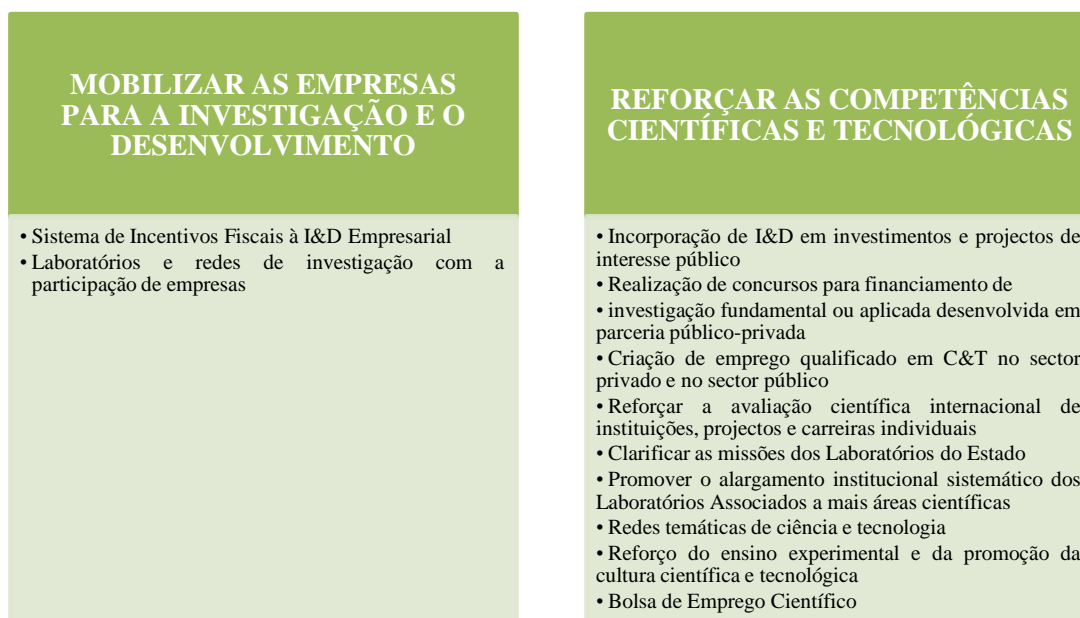 MOBILIZAR AS EMPRESAS
PARA A INVESTIGAÇÃO E O
DESENVOLVIMENTO
• Sistema de Incentivos Fiscais à I&D Empresarial
• Laboratórios e redes de investigação com a
participação de empresas
REFORÇAR AS COMPETÊNCIAS
CIENTÍFICAS E TECNOLÓGICAS
• Incorporação de I&D em investimentos e projectos de
interesse público
• Realização de concursos para financiamento de
• investigação fundamental ou aplicada desenvolvida em
parceria público-privada
• Criação de emprego qualificado em C&T no sector
privado e no sector público
• Reforçar a avaliação científica internacional de
instituições, projectos e carreiras individuais
• Clarificar as missões dos Laboratórios do Estado
• Promover o alargamento institucional sistemático dos
Laboratórios Associados a mais áreas científicas
• Redes temáticas de ciência e tecnologia
• Reforço do ensino experimental e da promoção da
cultura científica e tecnológica
• Bolsa de Emprego Científico